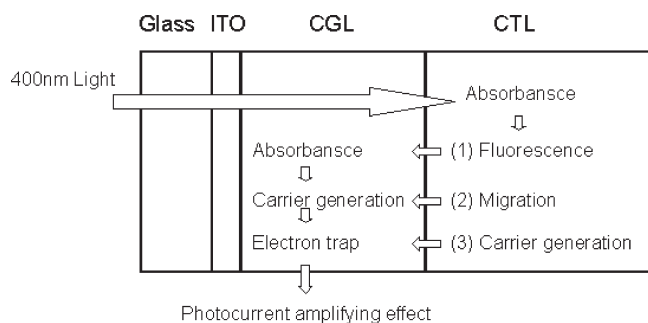 Glass ITO CGL CTL
400nm Light
Absorbansce
Absorbansce (1) Fluorescence
Carrier generation (2) Migration
Electron trap (3) Carrier generation
Photocurrent amplifying effect